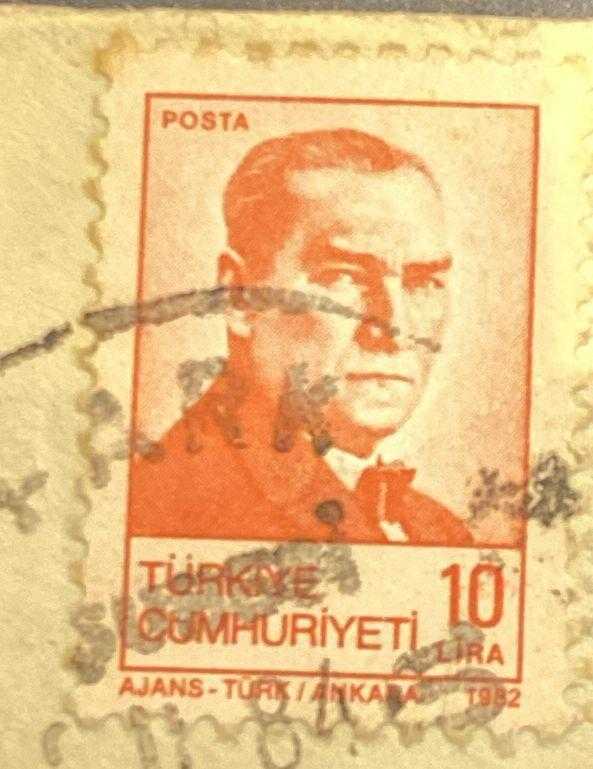 POSTA
TÜRKİYE
CUMHURİYETİ
10
LİRA
AJANS - TÜRK / ANKARA 1982